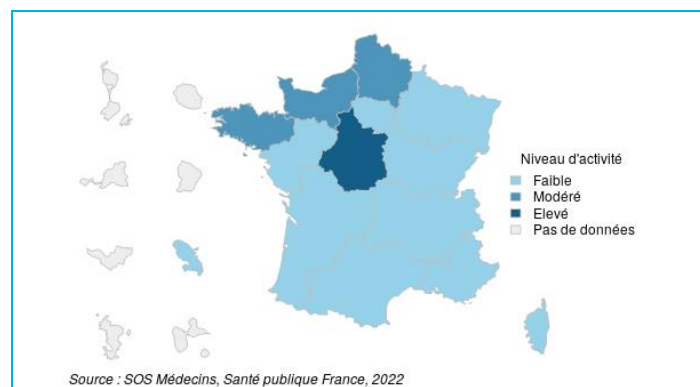 Niveau d'activité
Faible
Modéré
Elevé
Pas de données
Source : SOS Médecins, Santé publique France, 2022